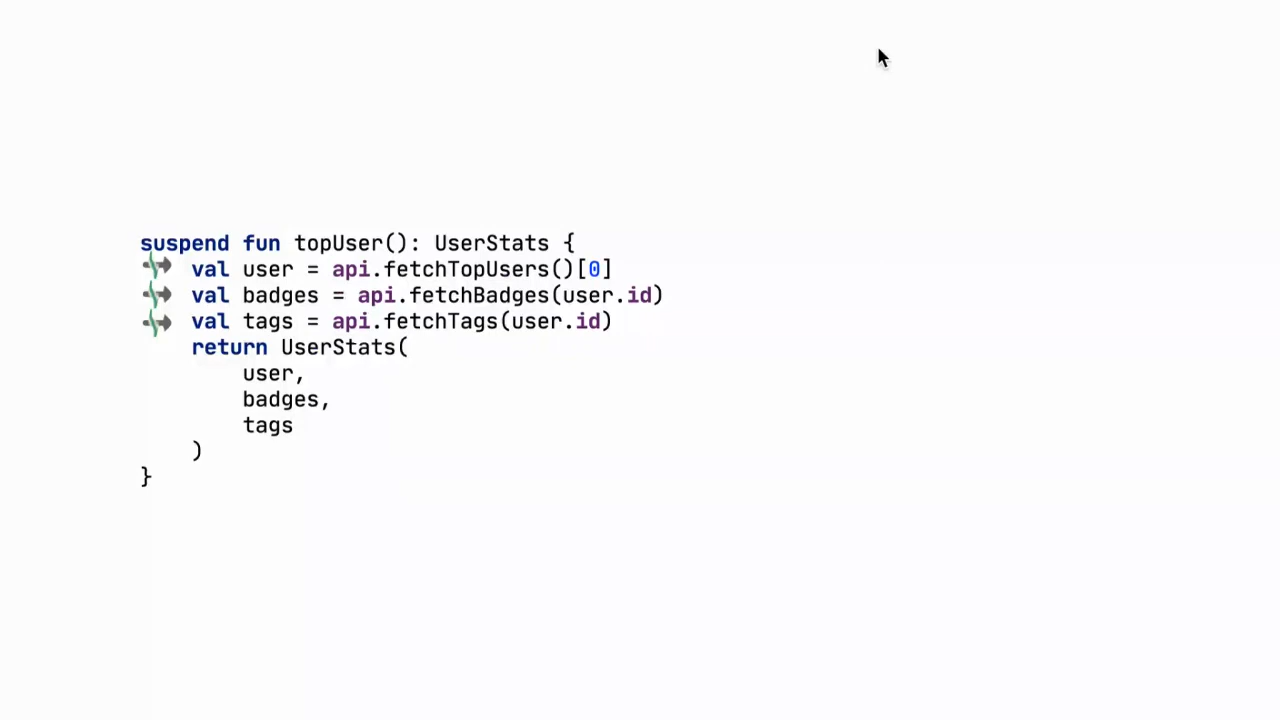 suspend fun topUser(): UserStats {
    val user = api.fetchTopUsers()[0]
    val badges = api.fetchBadges(user.id)
    val tags = api.fetchTags(user.id)
    return UserStats(
        user,
        badges,
        tags
    )
}